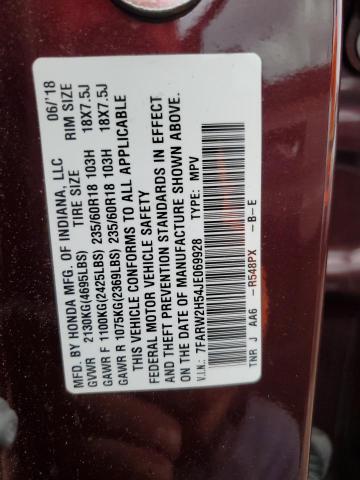 MFD. BY HONDA MFG. OF INDIANA, LLC 06/'18
TIRE SIZE RIM SIZE
GVWR 2130KG(4695LBS)
GAWR F 1100KG(2425LBS) 235/60R18 103H 18X7.5J
GAWR R 1075KG(2369LBS) 235/60R18 103H 18X7.5J
THIS VEHICLE CONFORMS TO ALL APPLICABLE
FEDERAL MOTOR VEHICLE SAFETY
AND THEFT PREVENTION STANDARDS IN EFFECT
ON THE DATE OF MANUFACTURE SHOWN ABOVE.
V.I.N.: 7FARW2H54JE069928 TYPE: MPV
TNR J AA6 -R548PX -B-E